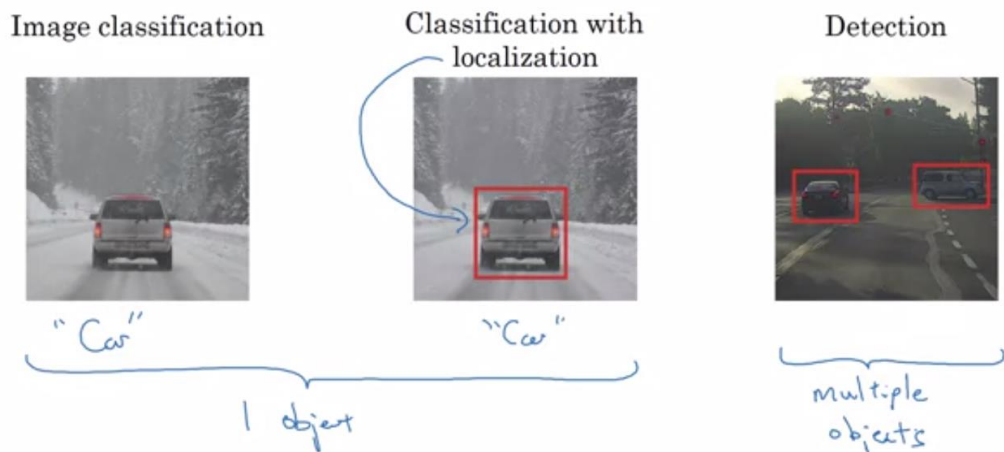 Image classification
Classification with
localization
Detection
"Car"
"Car"
1 object
multiple
objects